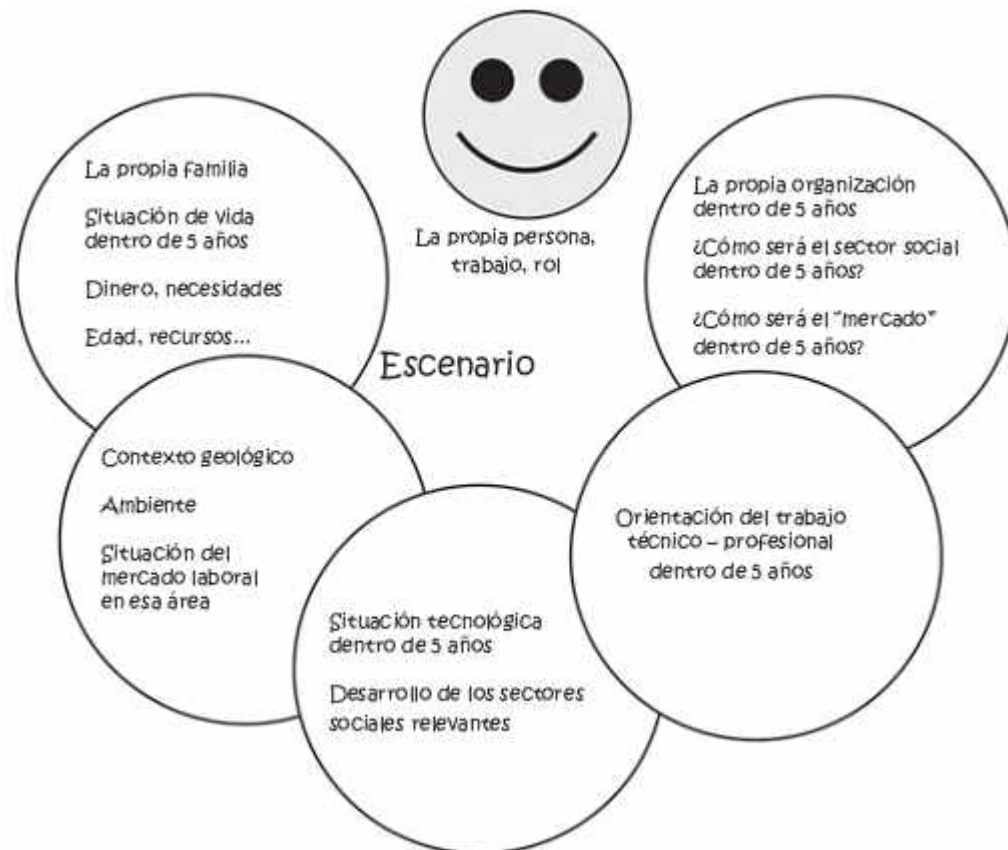 La propia persona,
trabajo, rol
La propia familia
Situación de vida
dentro de 5 años
Dinero, necesidades
Edad, recursos...
Escenario
La propia organización
dentro de 5 años
¿Cómo será el sector social
dentro de 5 años?
¿Cómo será el "mercado"
dentro de 5 años?
Contexto geológico
Ambiente
Situación del
mercado laboral
en esa área
Situación tecnológica
dentro de 5 años
Desarrollo de los sectores
sociales relevantes
Orientación del trabajo
técnico – profesional
dentro de 5 años